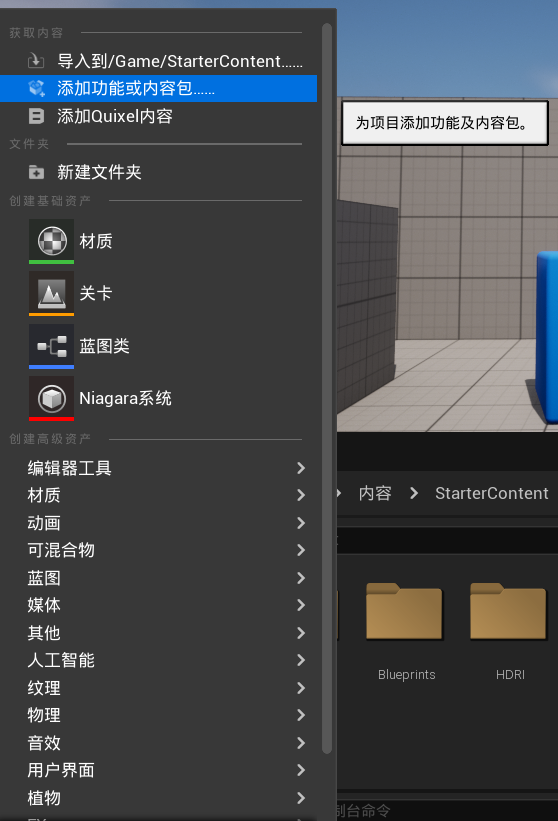 获取内容
导入到/Game/StarterContent……
添加功能或内容包……
添加Quixel内容
为项目添加功能及内容包。
文件夹
新建文件夹
创建基础资产
材质
关卡
蓝图类
Niagara系统
创建高级资产
编辑器工具
材质
动画
可混合物
蓝图
媒体
其他
人工智能
纹理
物理
音效
用户界面
植物
内容
StarterContent
Blueprints
HDRI
制台命令